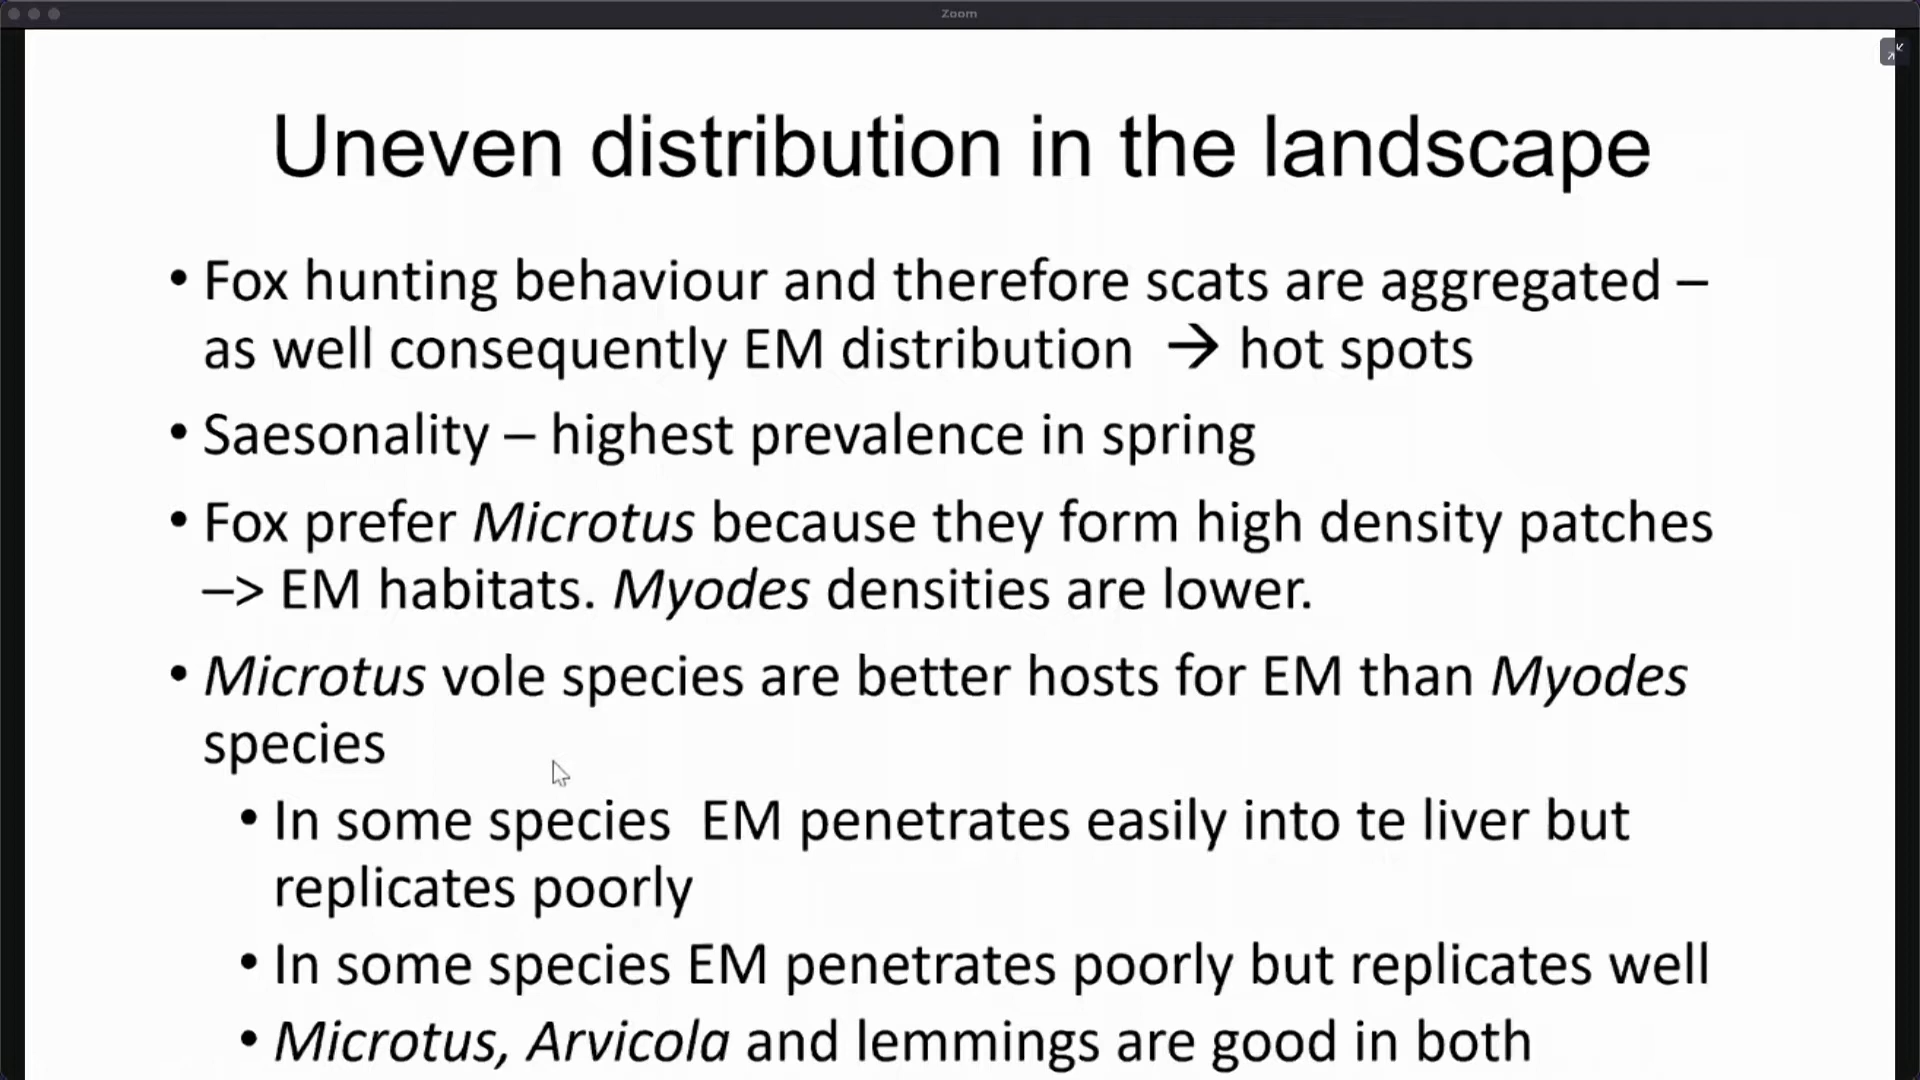 Zoom
Uneven distribution in the landscape
• Fox hunting behaviour and therefore scats are aggregated –
as well consequently EM distribution → hot spots
• Saesonality – highest prevalence in spring
• Fox prefer Microtus because they form high density patches
–> EM habitats. Myodes densities are lower.
• Microtus vole species are better hosts for EM than Myodes
species
• In some species EM penetrates easily into te liver but
replicates poorly
• In some species EM penetrates poorly but replicates well
• Microtus, Arvicola and lemmings are good in both